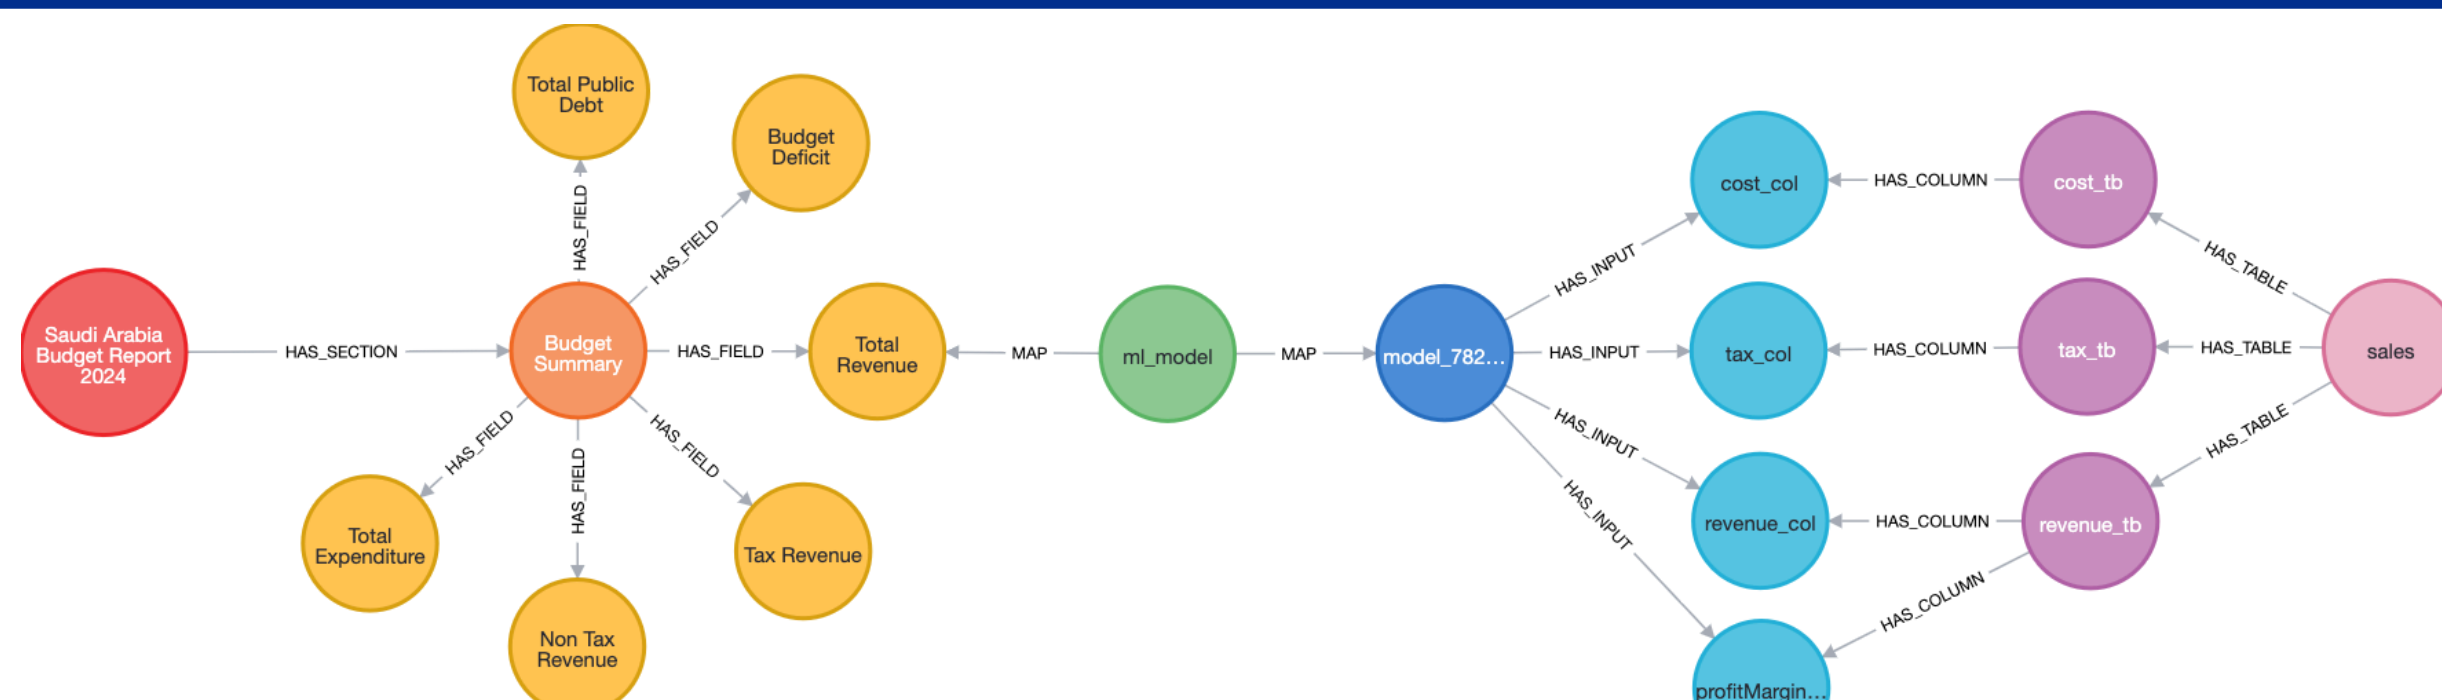 Total Public
Debt
Budget
Deficit
HAS_FIELD
HAS_FIELD
Saudi Arabia
Budget Report
2024
HAS_SECTION
Budget
Summary
HAS_FIELD
Total
Revenue
MAP
ml_model
MAP
model_782...
HAS_FIELD
HAS_FIELD
HAS_FIELD
Total
Expenditure
Non Tax
Revenue
Tax Revenue
HAS_INPUT
HAS_INPUT
HAS_INPUT
HAS_INPUT
cost_col
HAS_COLUMN
cost_tb
HAS_TABLE
tax_col
HAS_COLUMN
tax_tb
HAS_TABLE
sales
revenue_col
HAS_COLUMN
revenue_tb
HAS_TABLE
HAS_COLUMN
profitMargin...